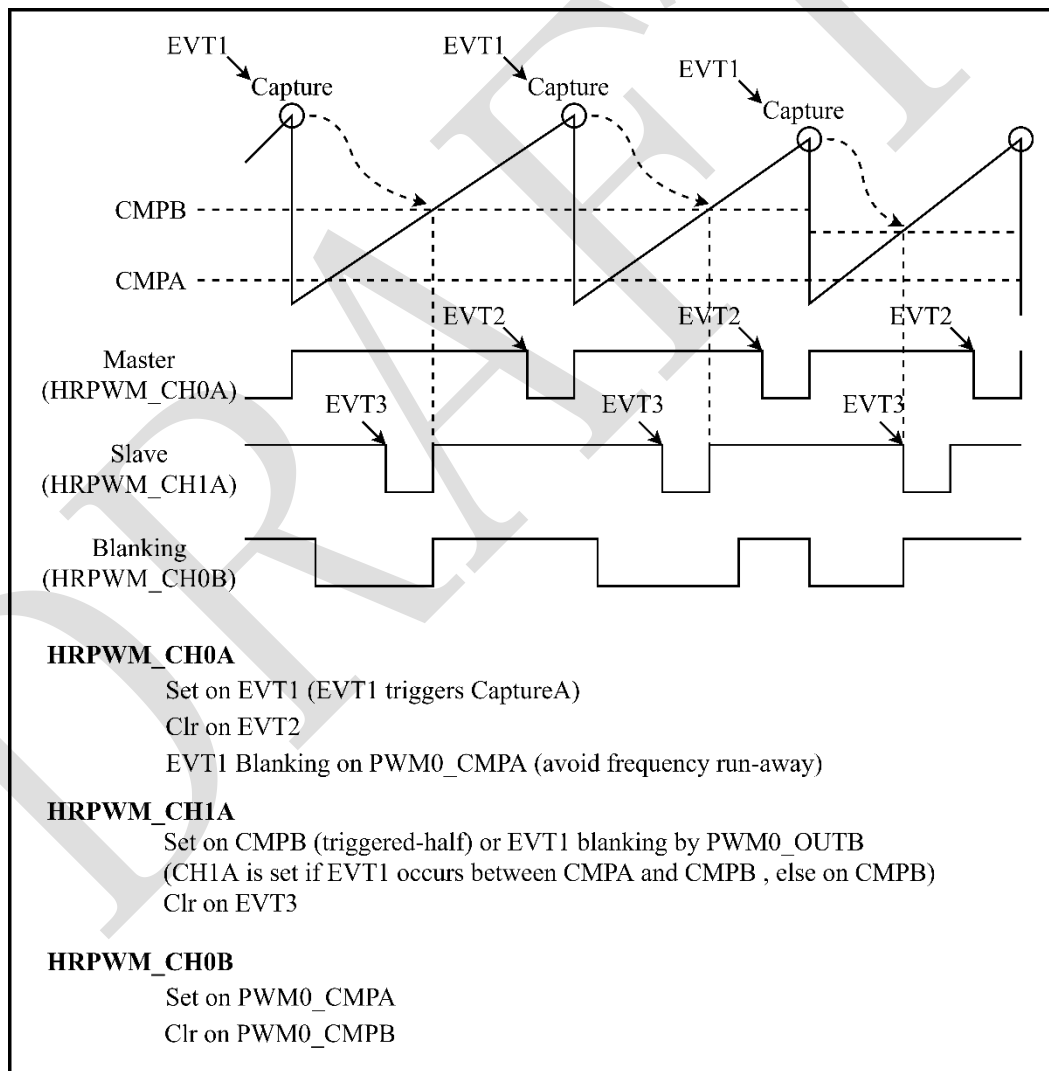 DRAFT
EVT1 EVT1 EVT1
Capture Capture Capture
CMPB
CMPA
EVT2 EVT2 EVT2
Master
(HRPWM_CH0A)
EVT3 EVT3 EVT3
Slave
(HRPWM_CH1A)
Blanking
(HRPWM_CH0B)
HRPWM_CH0A
Set on EVT1 (EVT1 triggers CaptureA)
Clr on EVT2
EVT1 Blanking on PWM0_CMPA (avoid frequency run-away)
HRPWM_CH1A
Set on CMPB (triggered-half) or EVT1 blanking by PWM0_OUTB
(CH1A is set if EVT1 occurs between CMPA and CMPB , else on CMPB)
Clr on EVT3
HRPWM_CH0B
Set on PWM0_CMPA
Clr on PWM0_CMPB